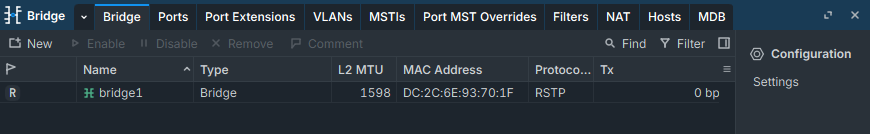 Bridge Bridge Ports Port Extensions VLANs MSTIs Port MST Overrides Filters NAT Hosts MDB
New Enable Disable Remove Comment Find Filter
Configuration
Name Type L2 MTU MAC Address Protoco... Tx
Settings
R bridge1 Bridge 1598 DC:2C:6E:93:70:1F RSTP 0 bp